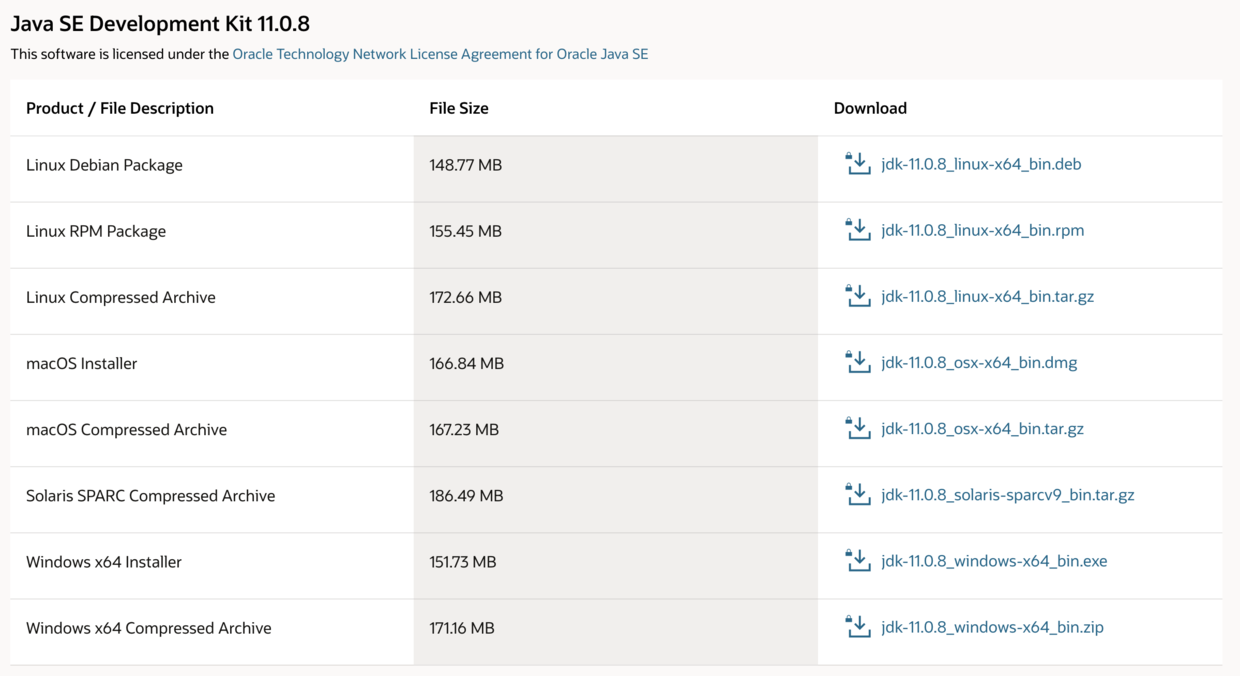 Java SE Development Kit 11.0.8
This software is licensed under the Oracle Technology Network License Agreement for Oracle Java SE
Product / File Description File Size Download
Linux Debian Package 148.77 MB jdk-11.0.8_linux-x64_bin.deb
Linux RPM Package 155.45 MB jdk-11.0.8_linux-x64_bin.rpm
Linux Compressed Archive 172.66 MB jdk-11.0.8_linux-x64_bin.tar.gz
macOS Installer 166.84 MB jdk-11.0.8_osx-x64_bin.dmg
macOS Compressed Archive 167.23 MB jdk-11.0.8_osx-x64_bin.tar.gz
Solaris SPARC Compressed Archive 186.49 MB jdk-11.0.8_solaris-sparcv9_bin.tar.gz
Windows x64 Installer 151.73 MB jdk-11.0.8_windows-x64_bin.exe
Windows x64 Compressed Archive 171.16 MB jdk-11.0.8_windows-x64_bin.zip